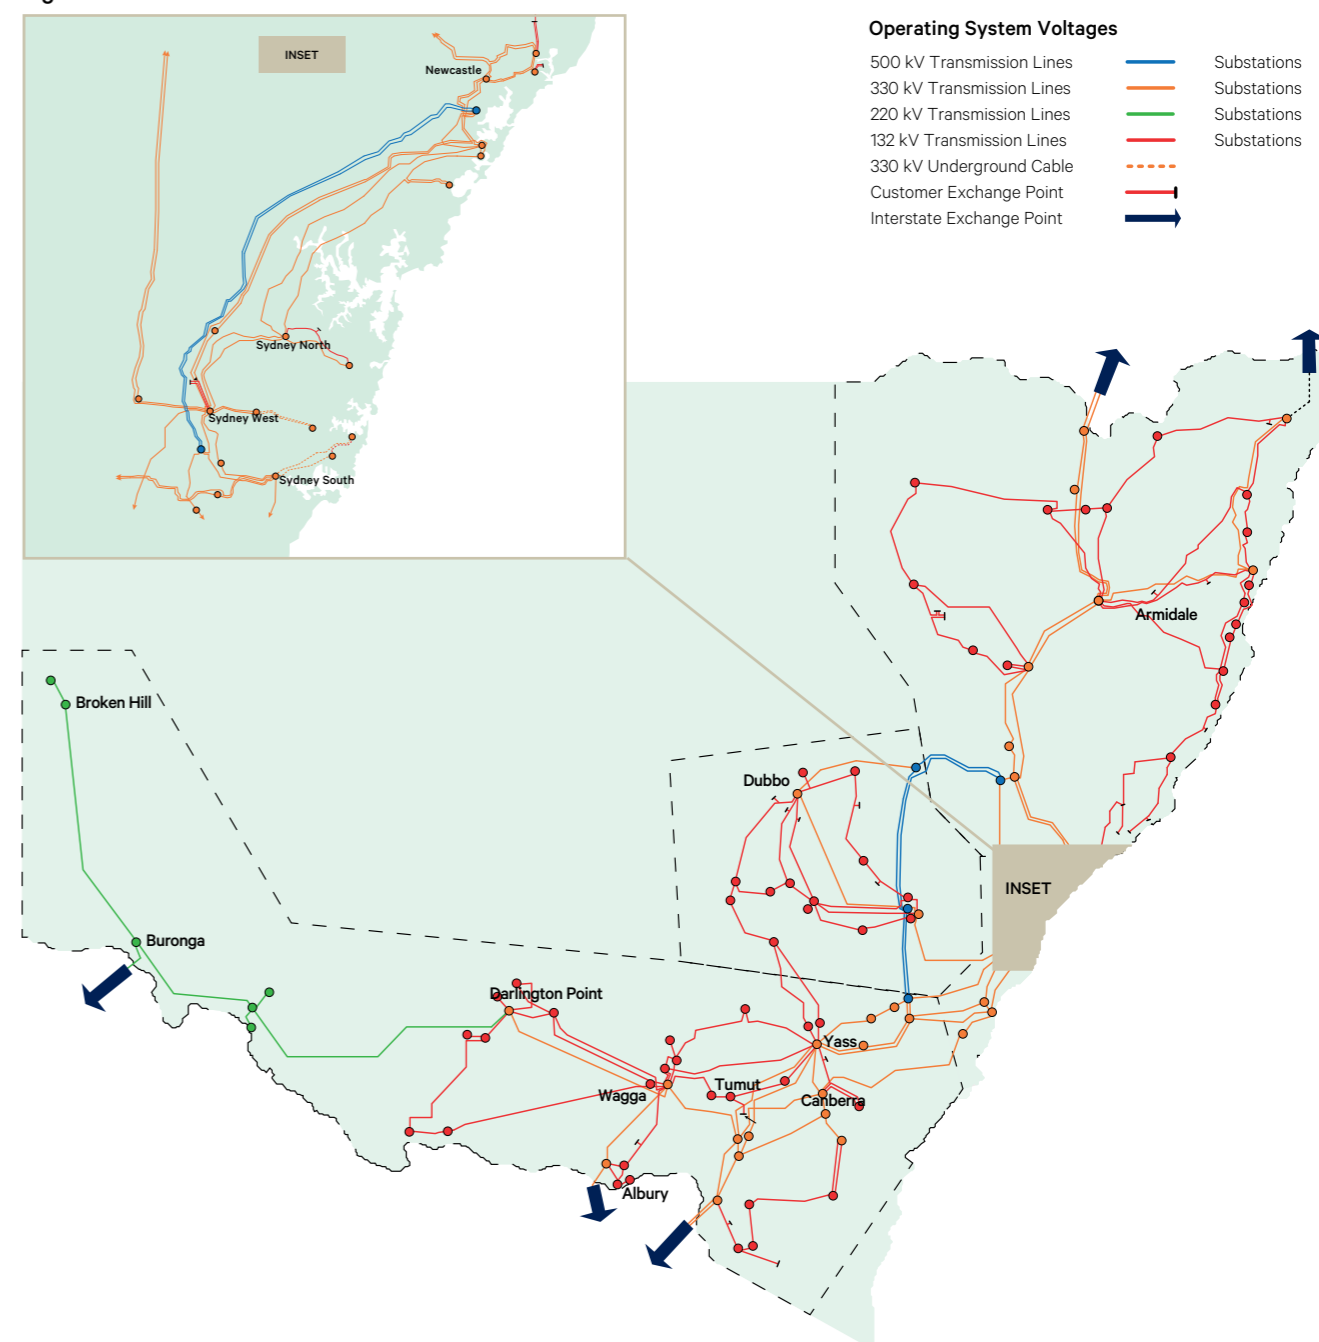 INSET
Newcastle
Sydney North
Sydney West
Sydney South
Operating System Voltages
500 kV Transmission Lines Substations
330 kV Transmission Lines Substations
220 kV Transmission Lines Substations
132 kV Transmission Lines Substations
330 kV Underground Cable
Customer Exchange Point
Interstate Exchange Point
Armidale
Broken Hill
Dubbo
INSET
Buronga
Darlington Point
Yass
Tumut
Wagga
Canberra
Albury